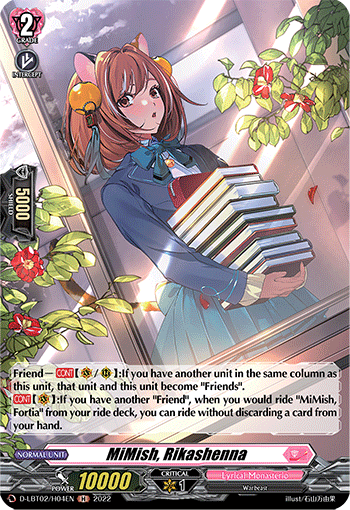 2
GRADE
INTERCEPT
5000
SHIELD
Friend— CONT【 / 】:If you have another unit in the same column as
this unit, that unit and this unit become "Friends".
CONT【 】:If you have another "Friend", when you would ride "MiMish,
Fortia" from your ride deck, you can ride without discarding a card from
your hand.
NORMAL UNIT
MiMish, Rikashenna
POWER 10000
CRITICAL
1
Lyrical Monasterio
Warbeast
D-LBT02/H04EN H 2022
illust/石山万由果